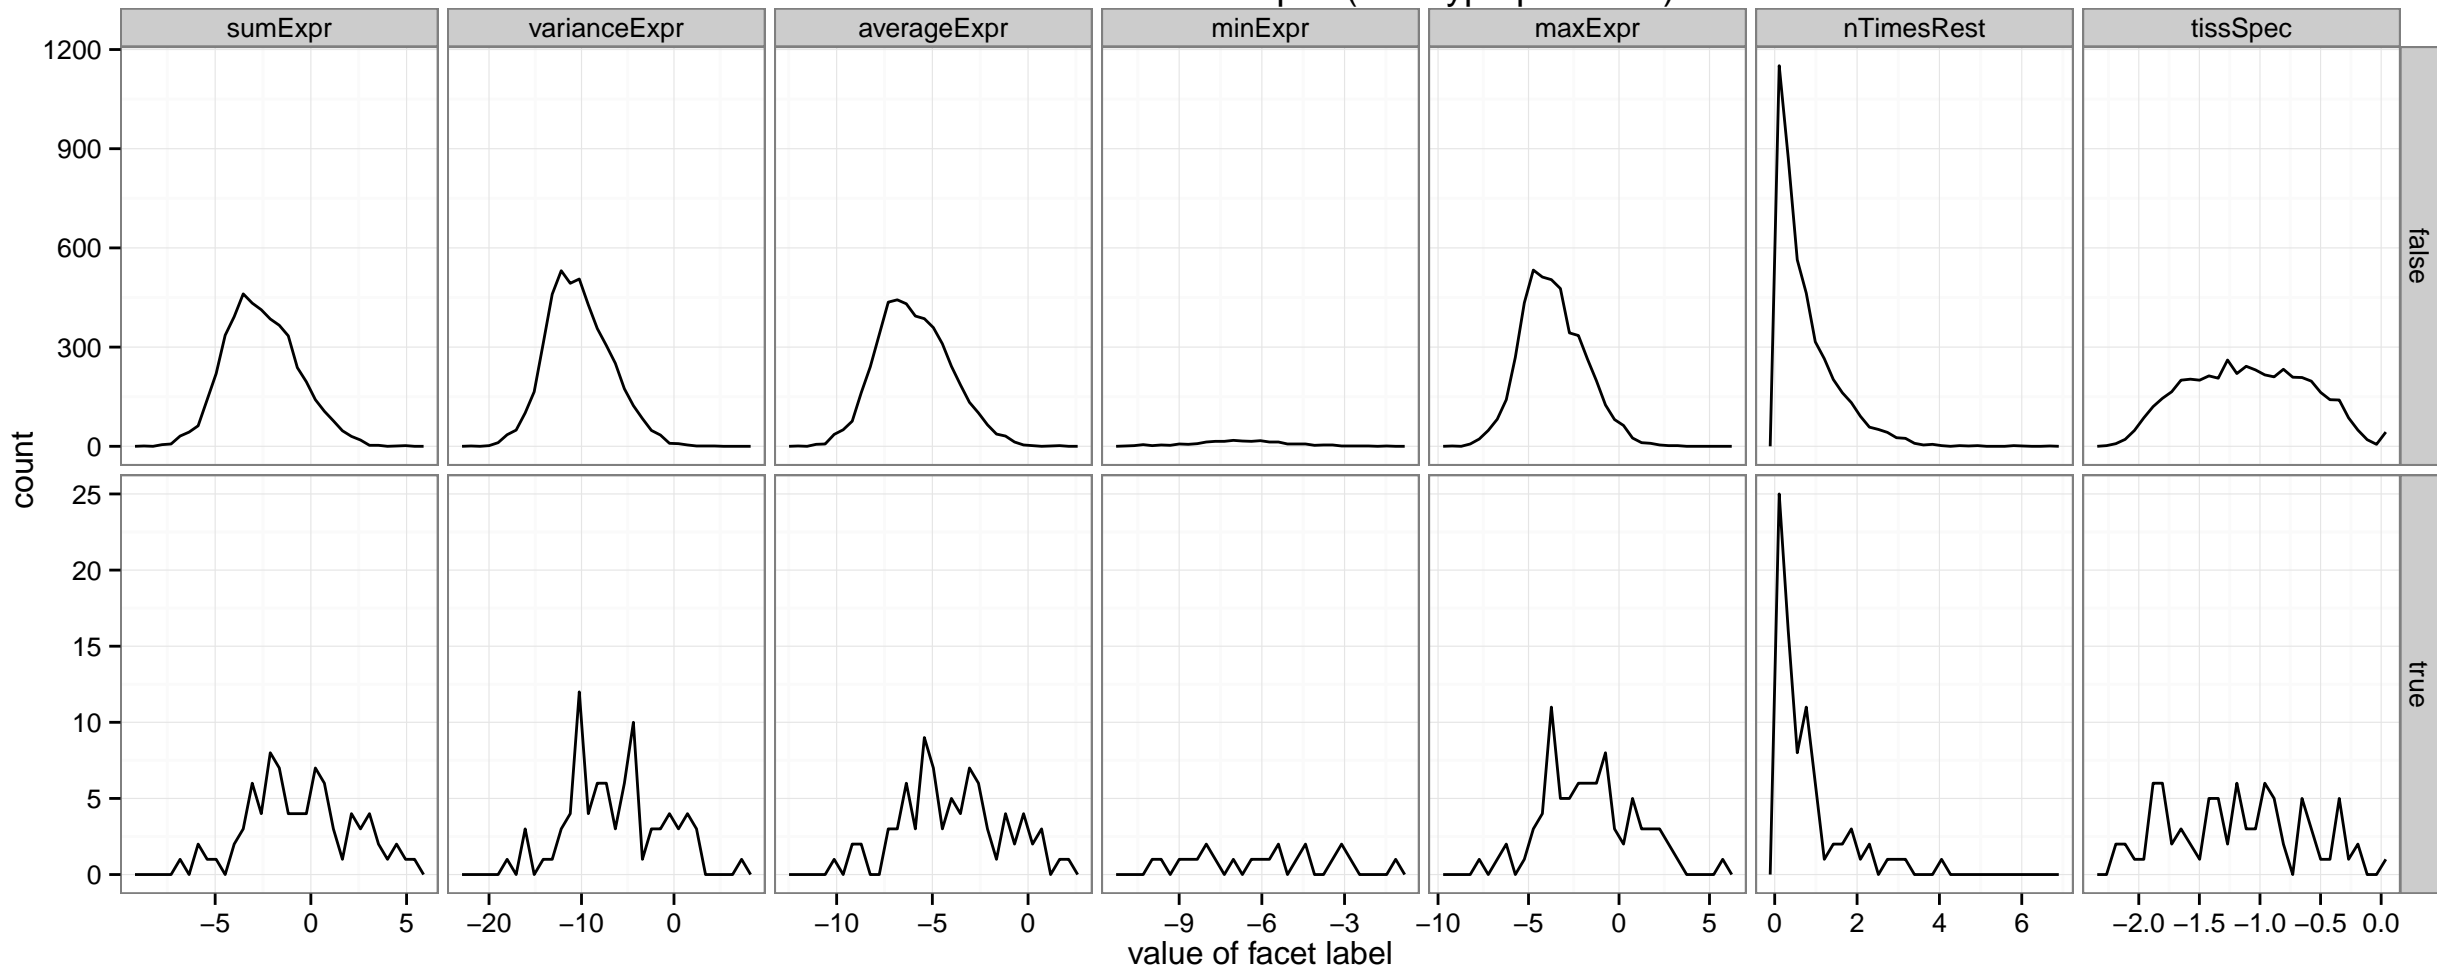 sumExpr varianceExpr averageExpr minExpr maxExpr nTimesRest tissSpec
1200
900
600
300
0
false
count
25
20
15
10
5
0
true
−5 0 5 −20 −10 0 −10 −5 0 −9 −6 −3 −10 −5 0 5 0 2 4 6 −2.0 −1.5 −1.0 −0.5 0.0
value of facet label